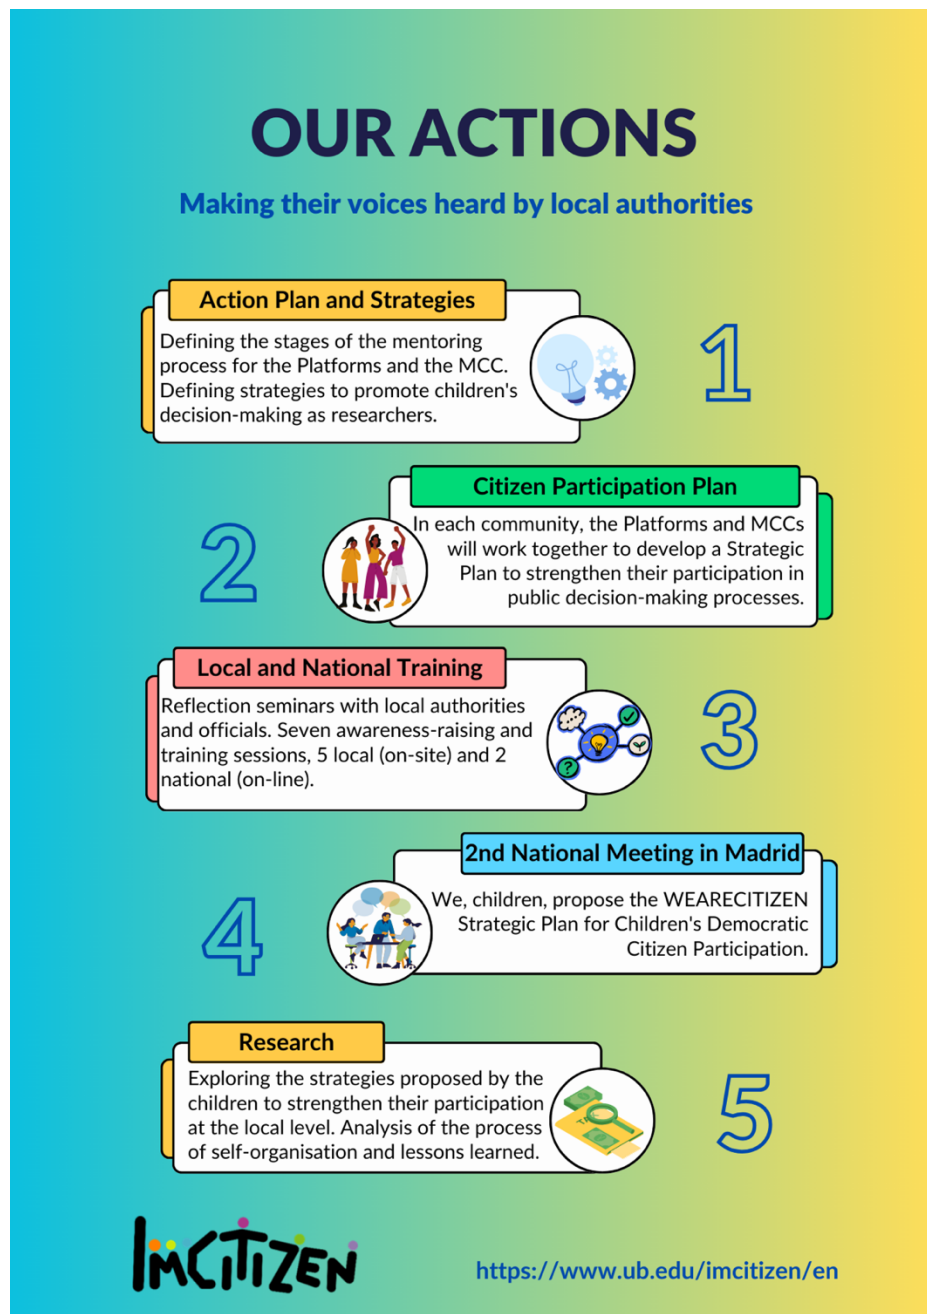 OUR ACTIONS
Making their voices heard by local authorities
Action Plan and Strategies
Defining the stages of the mentoring
process for the Platforms and the MCC.
Defining strategies to promote children's
decision-making as researchers.
1
Citizen Participation Plan
In each community, the Platforms and MCCs
will work together to develop a Strategic
Plan to strengthen their participation in
public decision-making processes.
2
Local and National Training
Reflection seminars with local authorities
and officials. Seven awareness-raising and
training sessions, 5 local (on-site) and 2
national (on-line).
3
2nd National Meeting in Madrid
We, children, propose the WEARECITIZEN
Strategic Plan for Children's Democratic
Citizen Participation.
4
Research
Exploring the strategies proposed by the
children to strengthen their participation
at the local level. Analysis of the process
of self-organisation and lessons learned.
5
IMCITIZEN
https://www.ub.edu/imcitizen/en